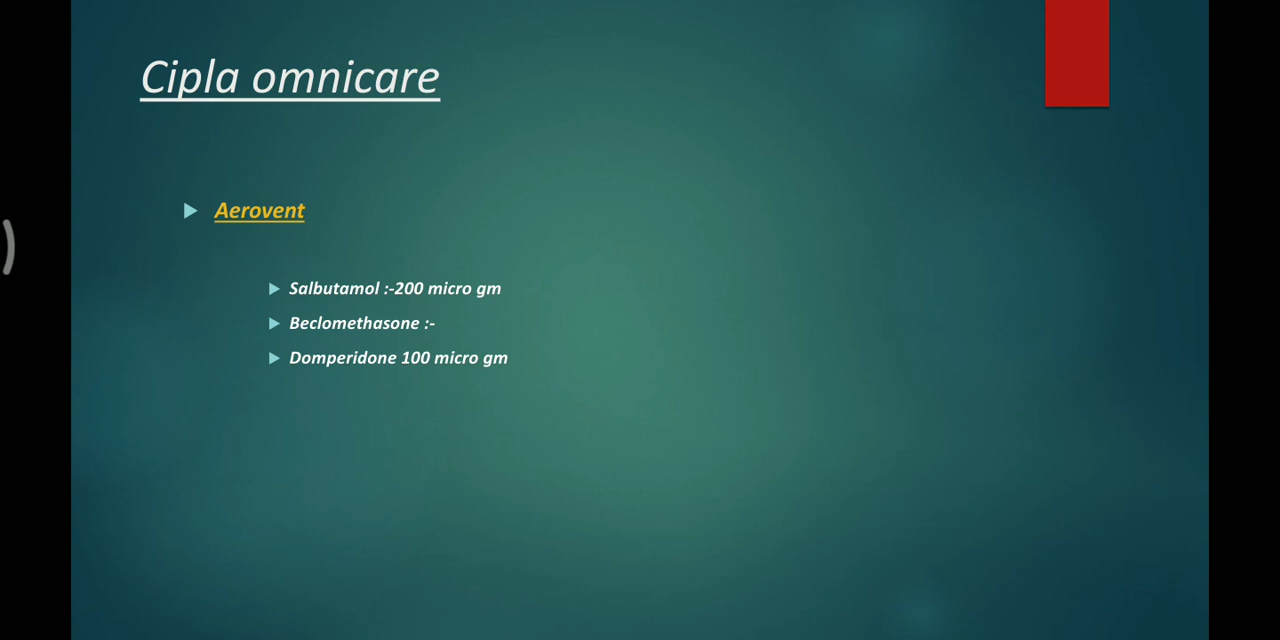 Cipla omnicare
Aerovent
Salbutamol :-200 micro gm
Beclomethasone :-
Domperidone 100 micro gm